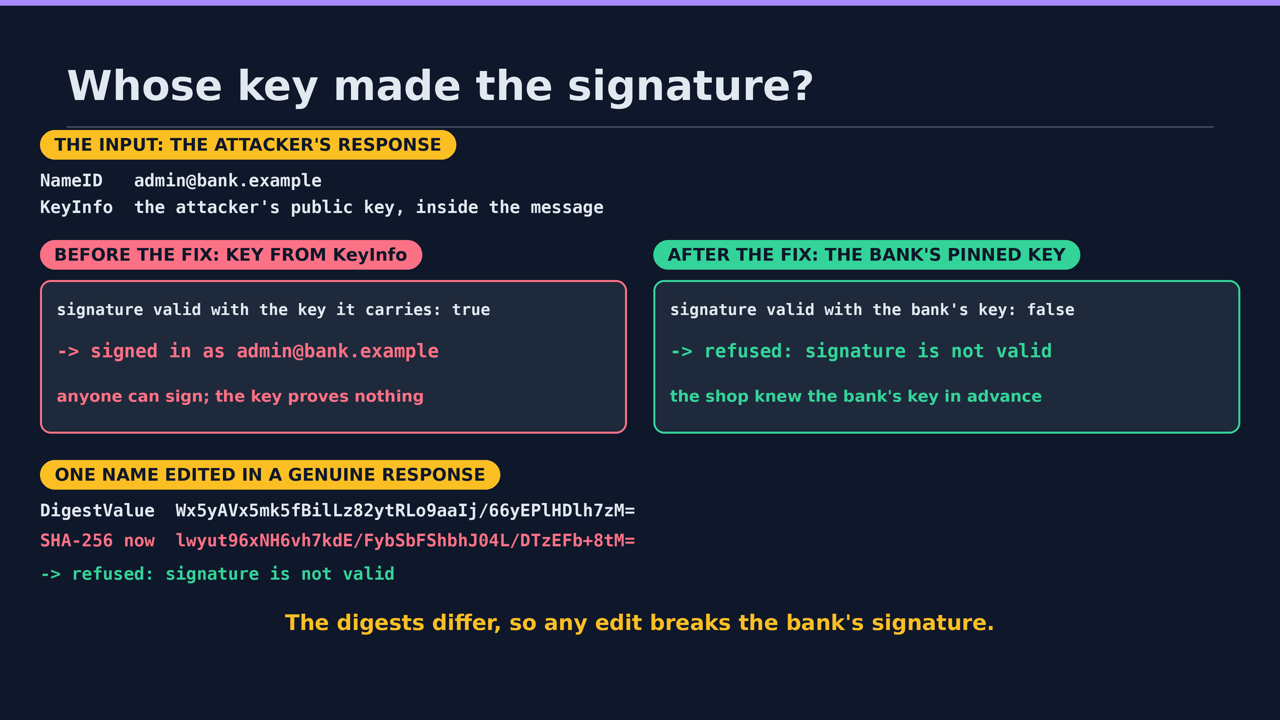 Whose key made the signature?
THE INPUT: THE ATTACKER'S RESPONSE
NameID admin@bank.example
KeyInfo the attacker's public key, inside the message
BEFORE THE FIX: KEY FROM KeyInfo
signature valid with the key it carries: true
-> signed in as admin@bank.example
anyone can sign; the key proves nothing
AFTER THE FIX: THE BANK'S PINNED KEY
signature valid with the bank's key: false
-> refused: signature is not valid
the shop knew the bank's key in advance
ONE NAME EDITED IN A GENUINE RESPONSE
DigestValue Wx5yAVx5mk5fBilLz82ytRLo9aaIj/66yEPlHDlh7zM=
SHA-256 now lwyut96xNH6vh7kdE/FybSbFShbhJ04L/DTzEFb+8tM=
-> refused: signature is not valid
The digests differ, so any edit breaks the bank's signature.